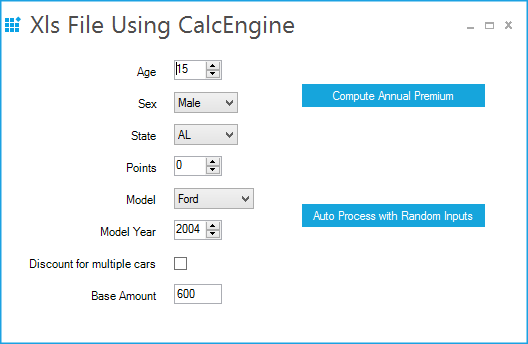 Xls File Using CalcEngine
Age 15
Compute Annual Premium
Sex Male
State AL
Points 0
Model Ford
Auto Process with Random Inputs
Model Year 2004
Discount for multiple cars
Base Amount 600